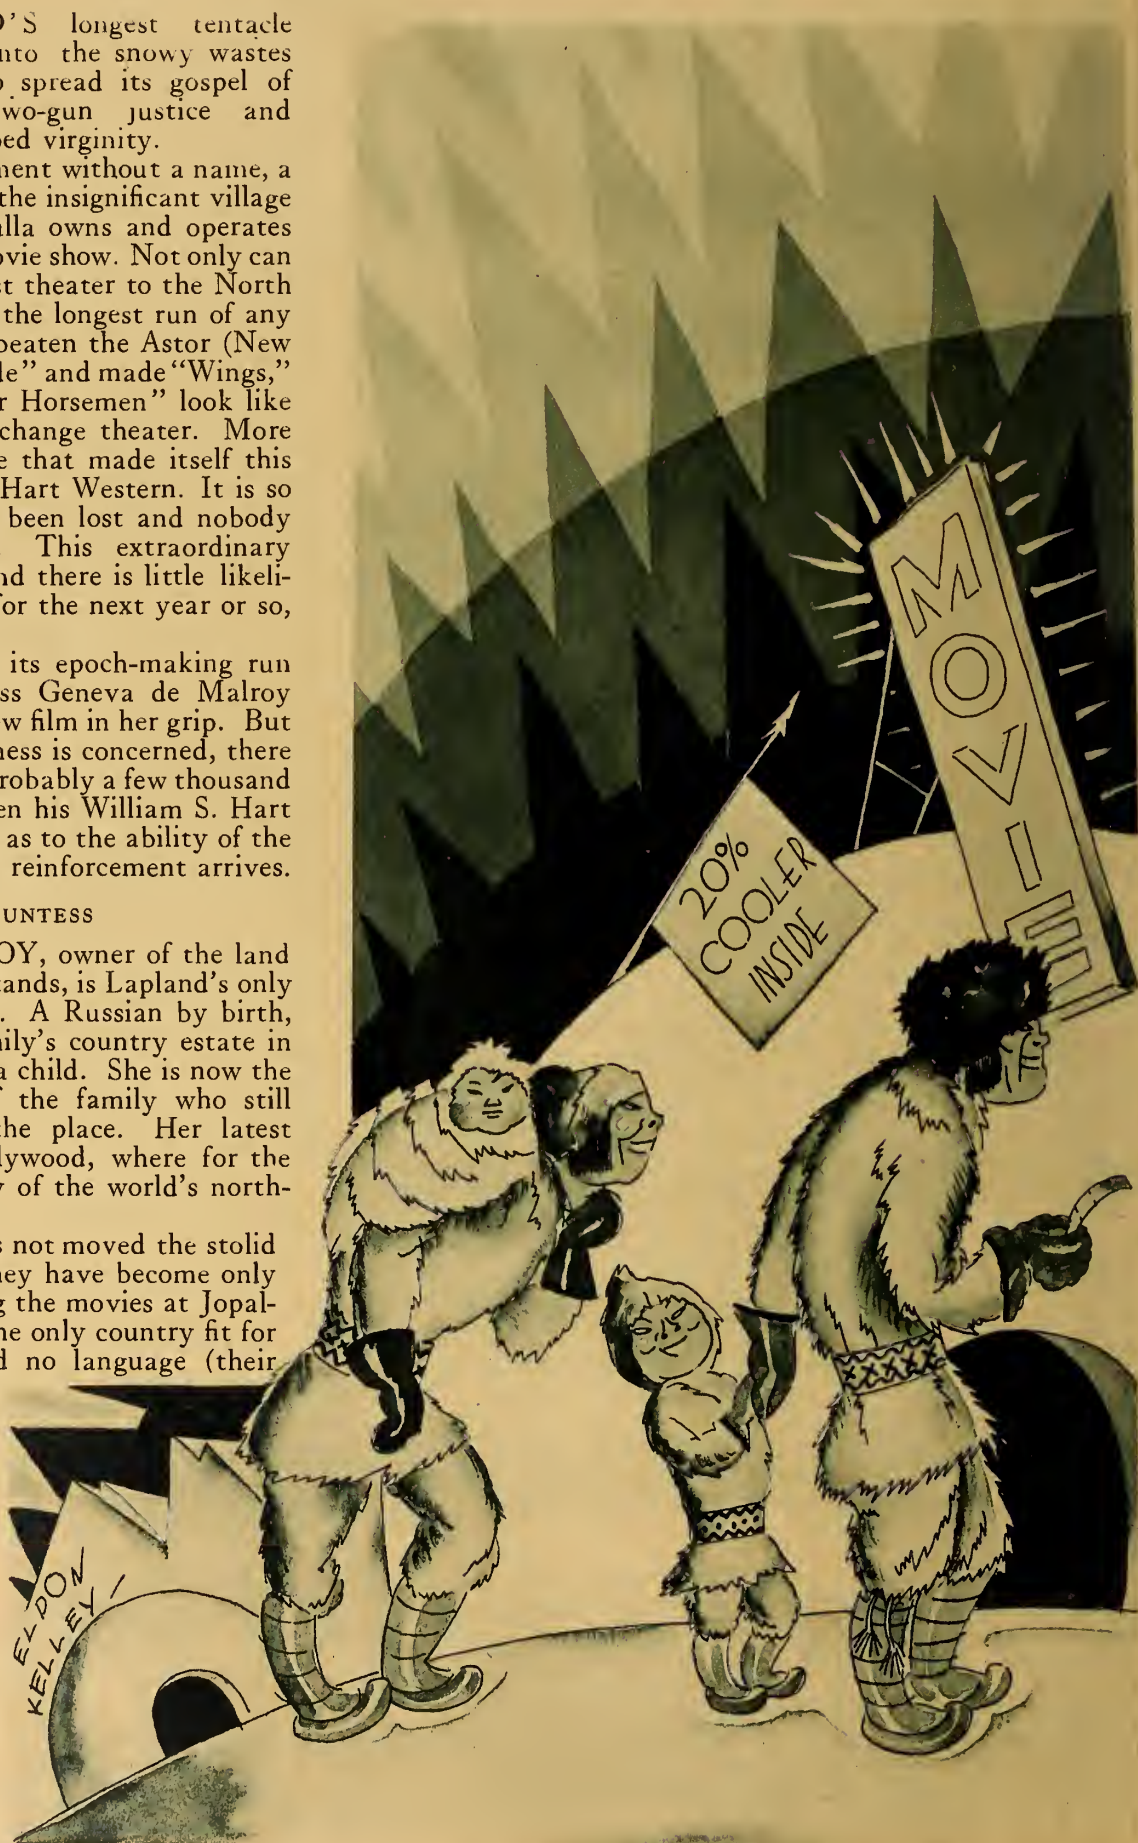 D'S longest tentacle
nto the snowy wastes
o spread its gospel of
wo-gun justice and
ed virginity.
ment without a name, a
the insignificant village
alla owns and operates
ovie show. Not only can
st theater to the North
the longest run of any
beaten the Astor (New
le" and made "Wings,"
r Horsemen" look like
change theater. More
e that made itself this
Hart Western. It is so
been lost and nobody
. This extraordinary
nd there is little likeli-
for the next year or so,
its epoch-making run
ss Geneva de Malroy
w film in her grip. But
ness is concerned, there
robably a few thousand
en his William S. Hart
as to the ability of the
reinforcement arrives.
UNTESS
OY, owner of the land
tands, is Lapland's only
. A Russian by birth,
ily's country estate in
a child. She is now the
f the family who still
the place. Her latest
lywood, where for the
y of the world's north-
s not moved the stolid
hey have become only
g the movies at Jopal-
he only country fit for
d no language (their
MOVIE
20%
COOLER
INSIDE
ELDON
KELLEY